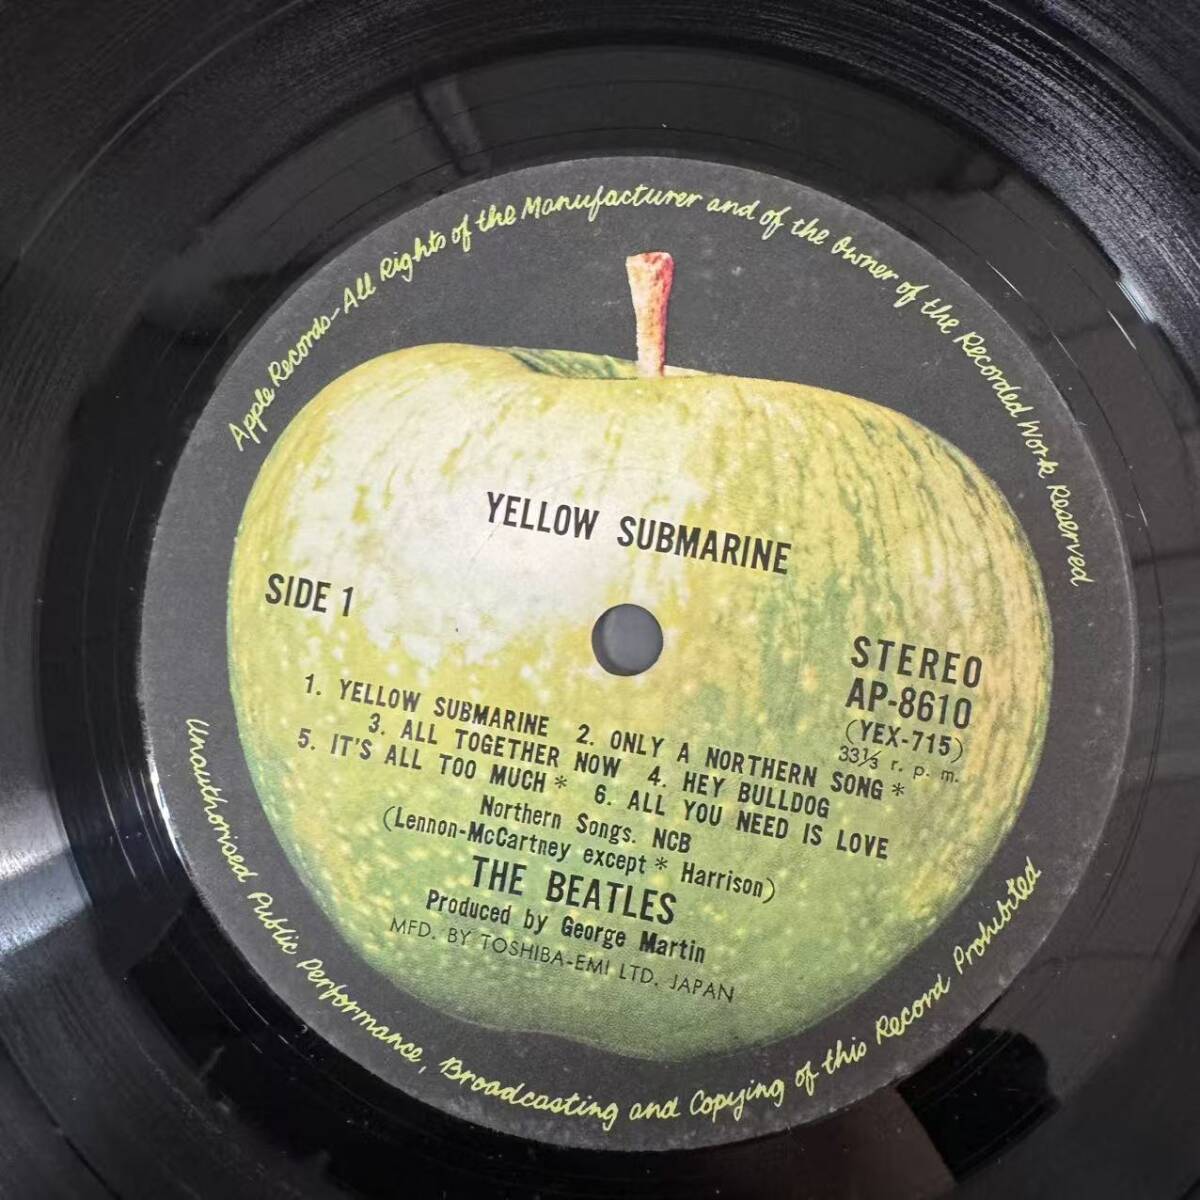 Apple Records-All Rights of the Manufacturer and of the Owner of the Recorded Work Reserved
YELLOW SUBMARINE
SIDE 1
STEREO
AP-8610
(YEX-715)
33⅓ r. p. m.
1. YELLOW SUBMARINE 2. ONLY A NORTHERN SONG*
3. ALL TOGETHER NOW 4. HEY BULLDOG
5. IT'S ALL TOO MUCH* 6. ALL YOU NEED IS LOVE
Northern Songs. NCB
(Lennon-McCartney except * Harrison)
THE BEATLES
Produced by George Martin
MFD. BY TOSHIBA-EMI LTD. JAPAN
Unauthorised Public Performance, Broadcasting and Copying of this Record Prohibited